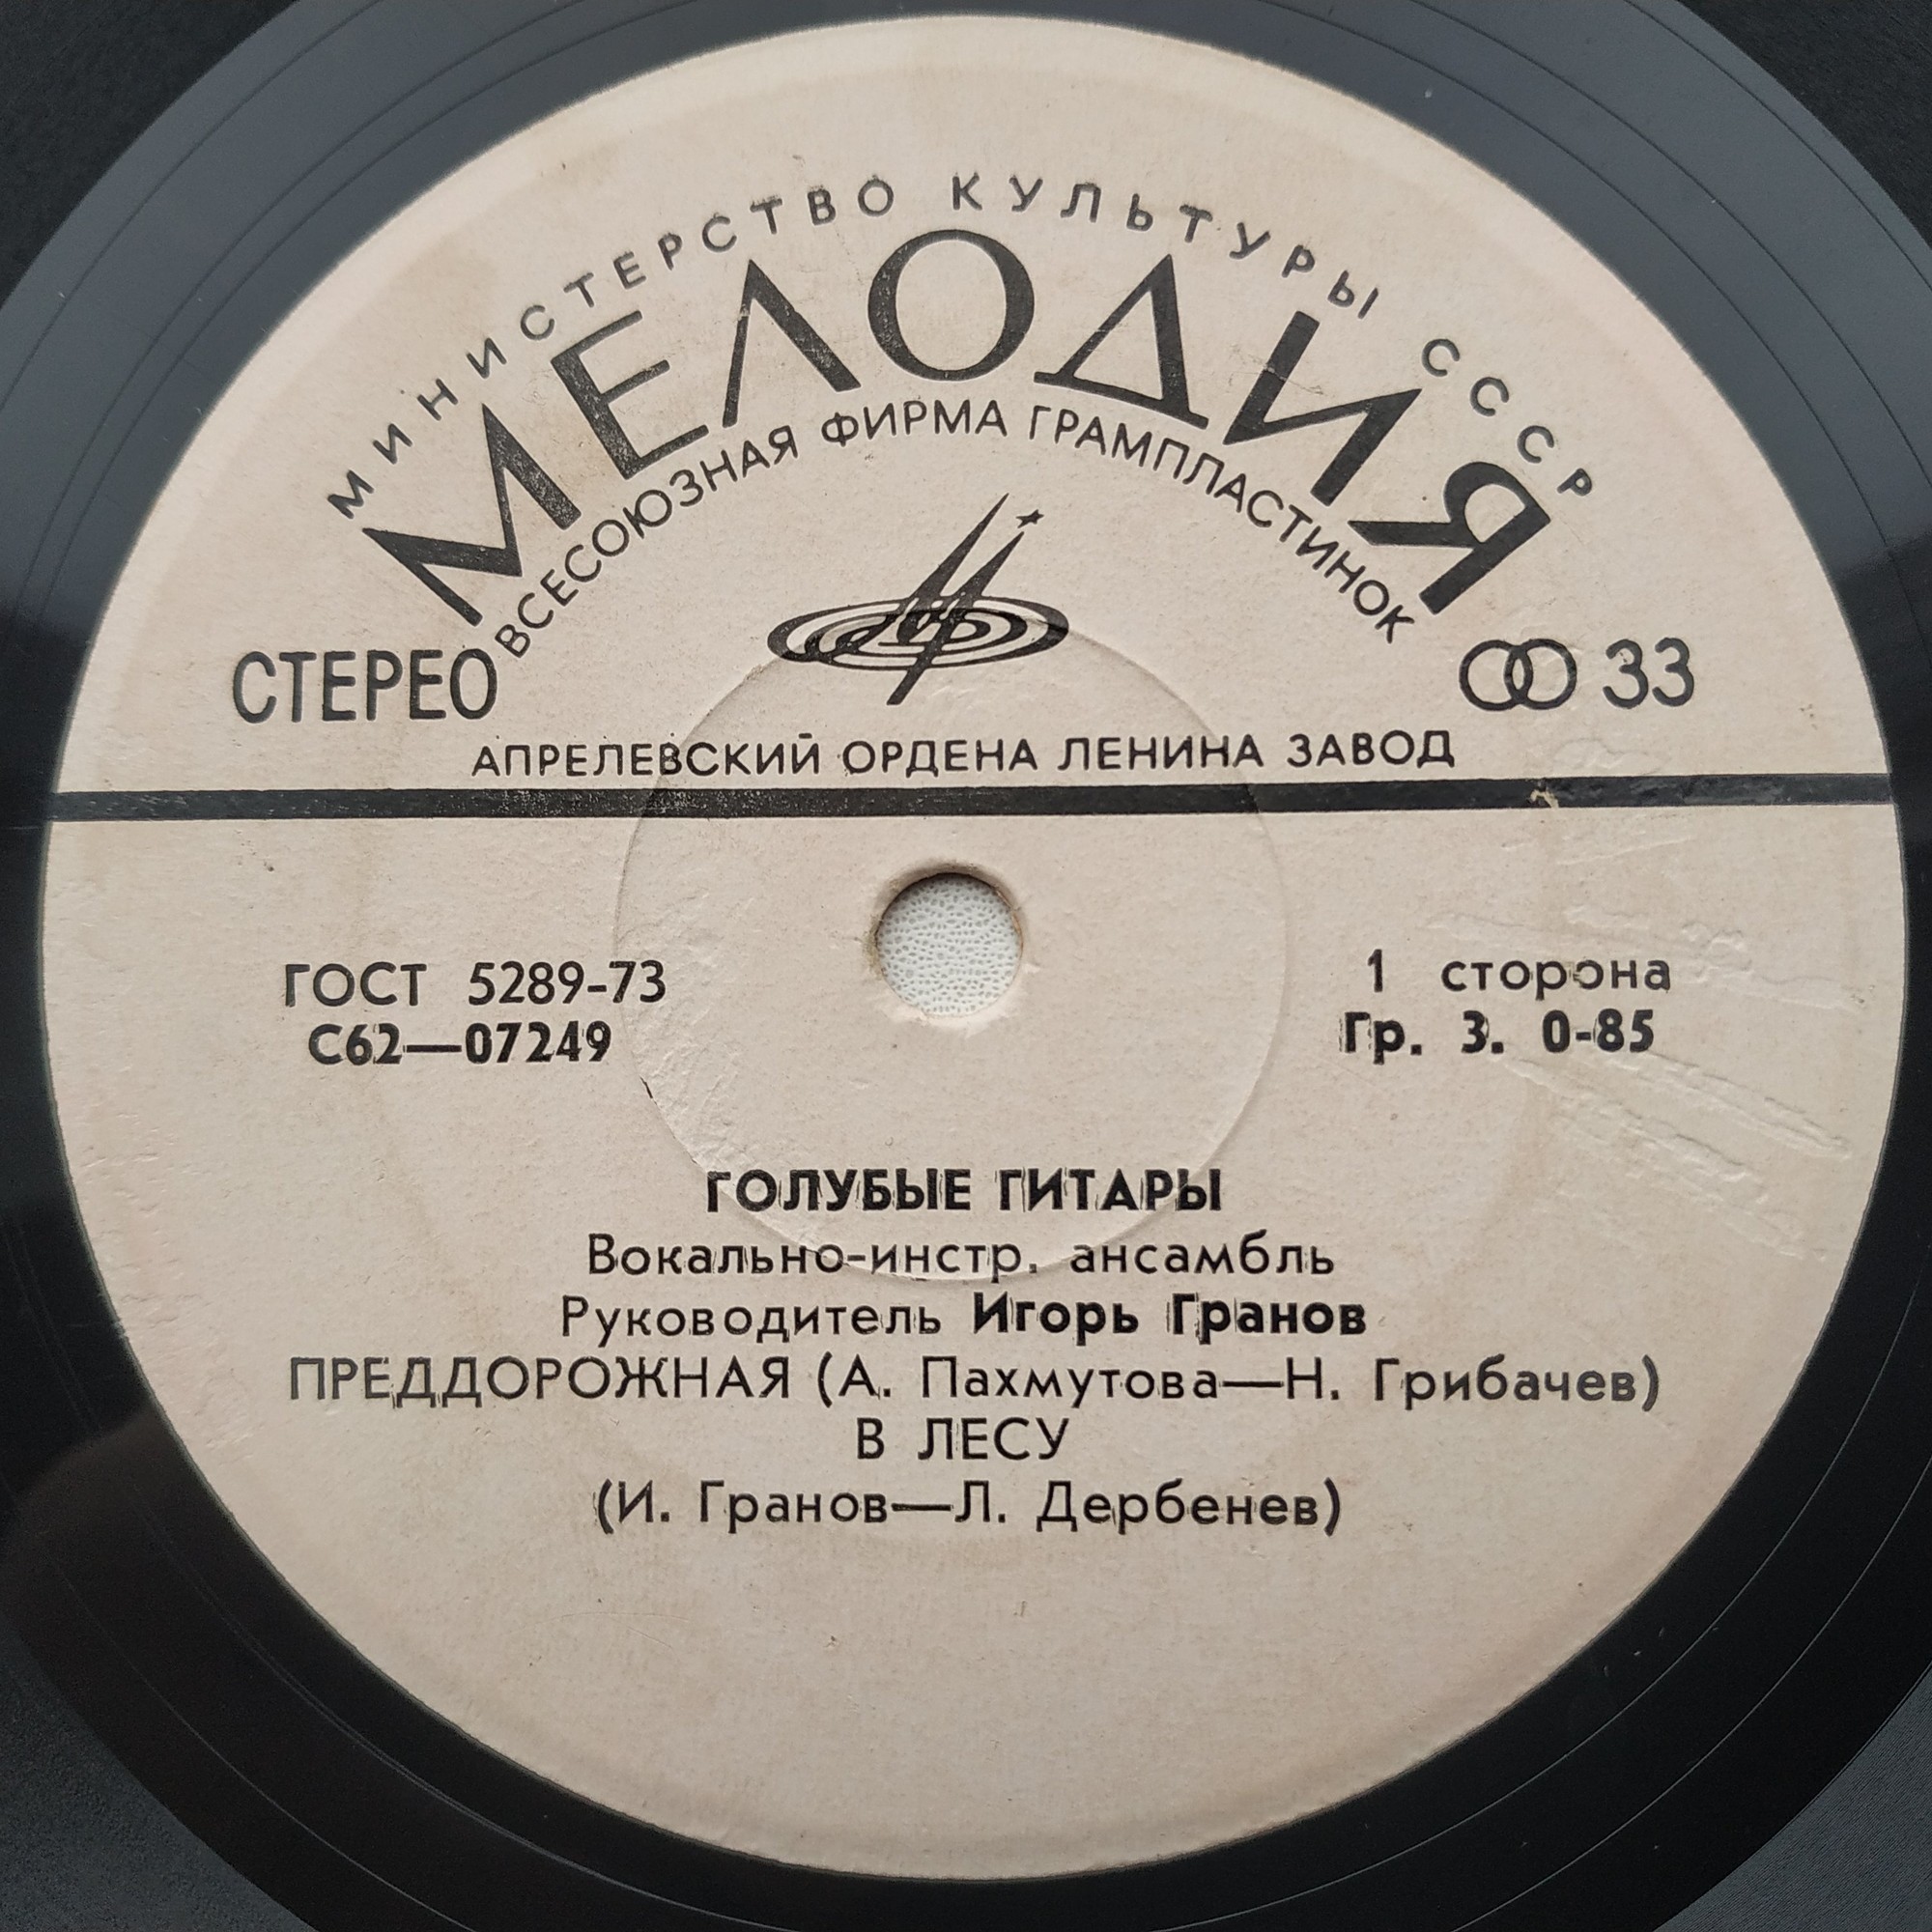 МИНИСТЕРСТВО КУЛЬТУРЫ СССР
МЕЛОДИЯ
ВСЕСОЮЗНАЯ ФИРМА ГРАМПЛАСТИНОК
СТЕРЕО
33
АПРЕЛЕВСКИЙ ОРДЕНА ЛЕНИНА ЗАВОД
ГОСТ 5289-73
С62—07249
1 сторона
Гр. 3. 0-85
ГОЛУБЫЕ ГИТАРЫ
Вокально-инстр. ансамбль
Руководитель Игорь Гранов
ПРЕДДОРОЖНАЯ (А. Пахмутова—Н. Грибачев)
В ЛЕСУ
(И. Гранов—Л. Дербенев)